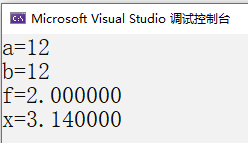 Microsoft Visual Studio 调试控制台
a=12
b=12
f=2.000000
x=3.140000